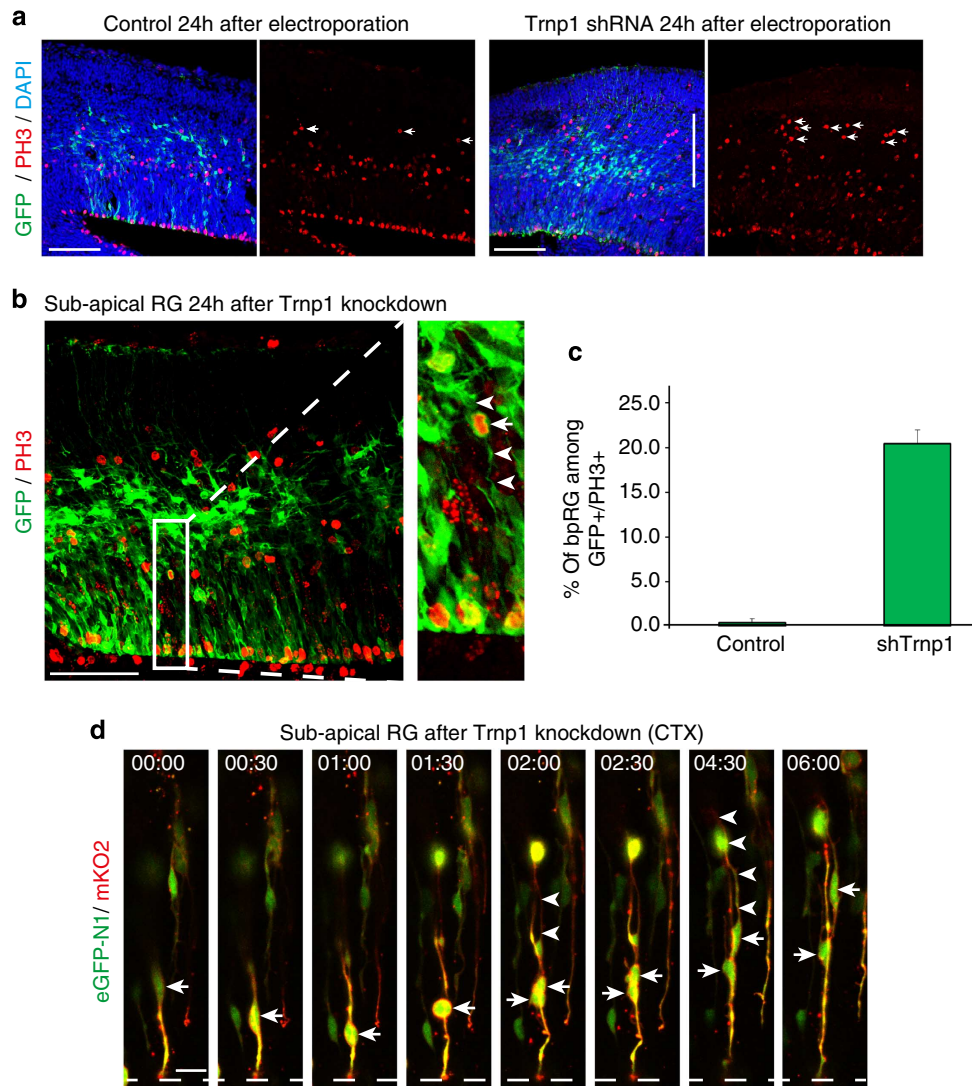 a
Control 24h after electroporation
Trnp1 shRNA 24h after electroporation
GFP / PH3 / DAPI
b
Sub-apical RG 24h after Trnp1 knockdown
GFP / PH3
c
% Of bpRG among
GFP+/PH3+
25.0
20.0
15.0
10.0
5.0
0.0
Control
shTrnp1
d
Sub-apical RG after Trnp1 knockdown (CTX)
eGFP-N1/ mKO2
00:00
00:30
01:00
01:30
02:00
02:30
04:30
06:00